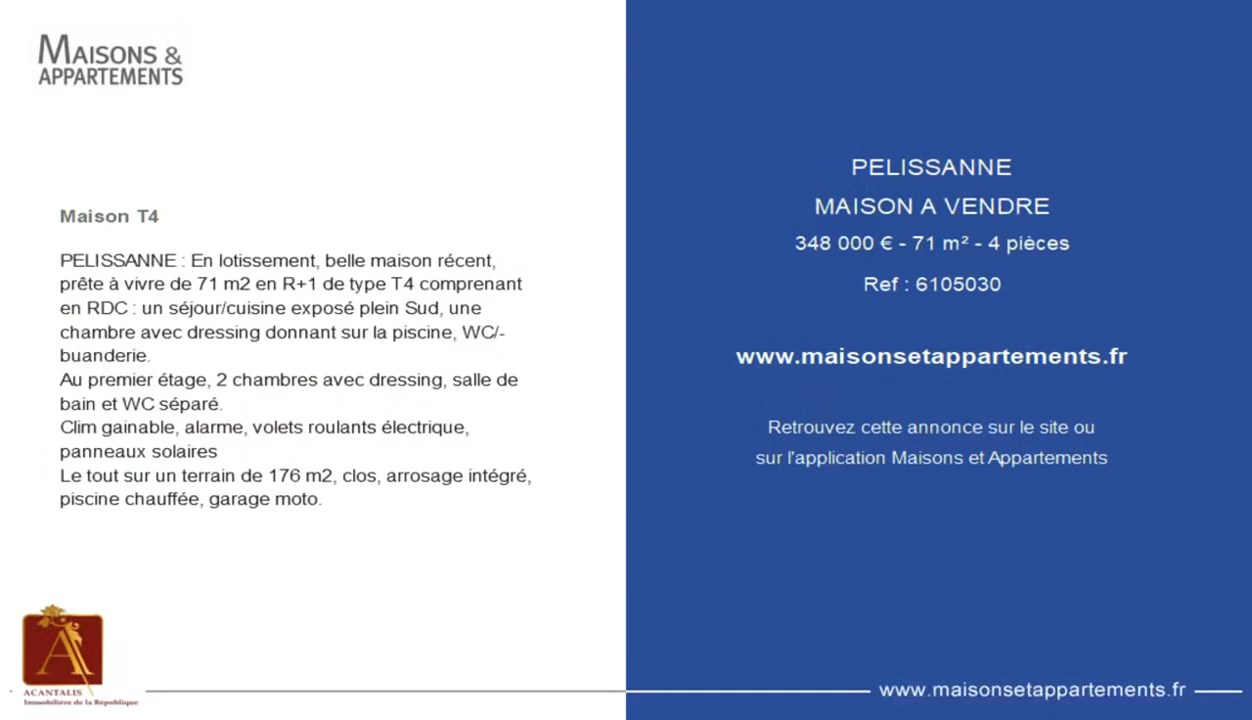 MAISONS &
APPARTEMENTS
Maison T4
PELISSANNE : En lotissement, belle maison récent,
prête à vivre de 71 m2 en R+1 de type T4 comprenant
en RDC : un séjour/cuisine exposé plein Sud, une
chambre avec dressing donnant sur la piscine, WC/-
buanderie.
Au premier étage, 2 chambres avec dressing, salle de
bain et WC séparé.
Clim gainable, alarme, volets roulants électrique,
panneaux solaires
Le tout sur un terrain de 176 m2, clos, arrosage intégré,
piscine chauffée, garage moto.
A
ACANTALIS
Immobilière de la République
PELISSANNE
MAISON A VENDRE
348 000 € - 71 m² - 4 pièces
Ref : 6105030
www.maisonsetappartements.fr
Retrouvez cette annonce sur le site ou
sur l'application Maisons et Appartements
www.maisonsetappartements.fr